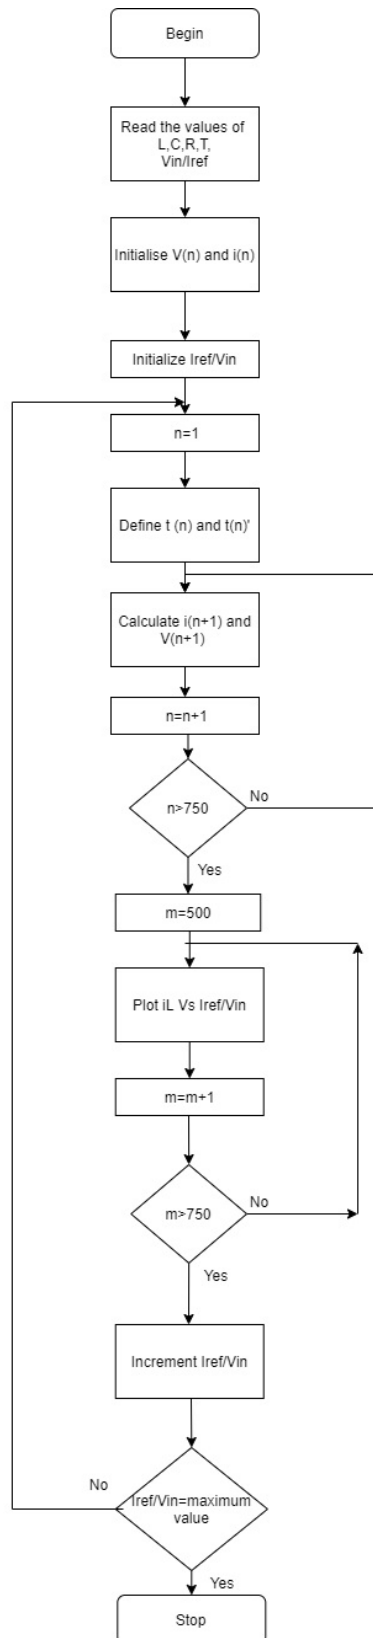 Begin
Read the values of
L,C,R,T,
Vin/Iref
Initialise V(n) and i(n)
Initialize Iref/Vin
n=1
Define t (n) and t(n)'
Calculate i(n+1) and
V(n+1)
n=n+1
n>750
No
Yes
m=500
Plot iL Vs Iref/Vin
m=m+1
m>750
No
Yes
Increment Iref/Vin
No
Iref/Vin=maximum
value
Yes
Stop